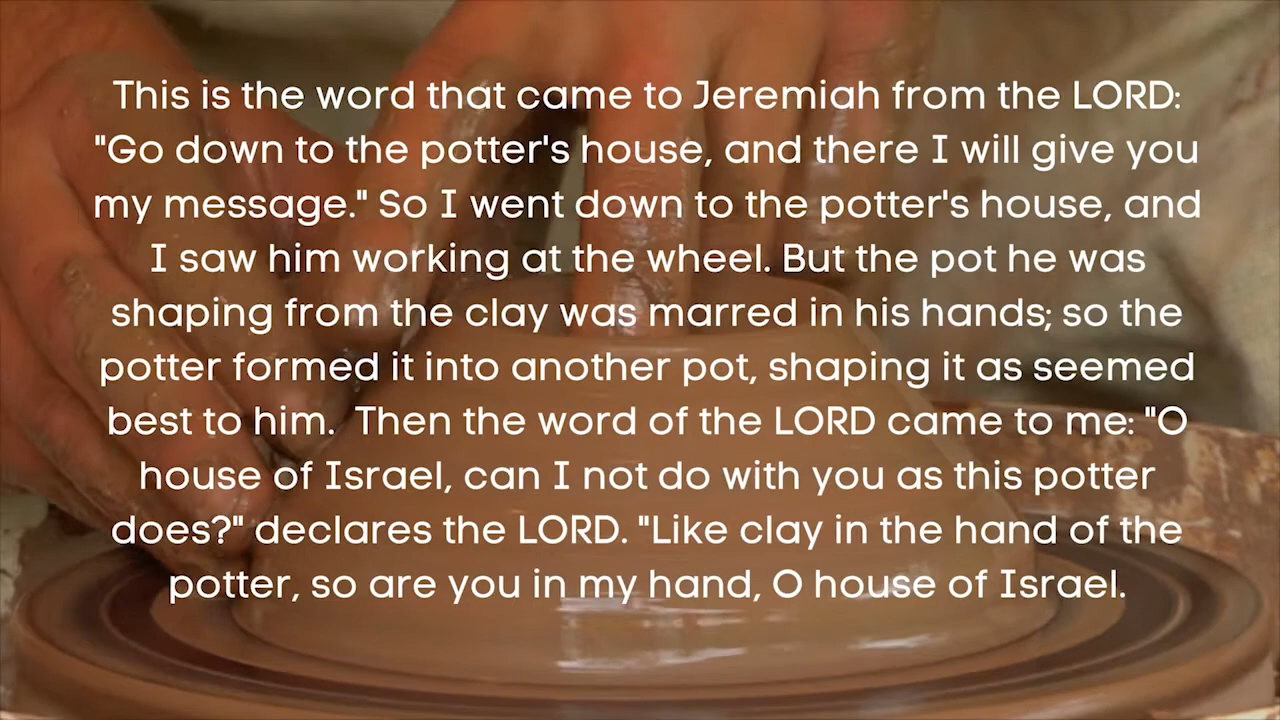 This is the word that came to Jeremiah from the LORD:
"Go down to the potter's house, and there I will give you
my message." So I went down to the potter's house, and
I saw him working at the wheel. But the pot he was
shaping from the clay was marred in his hands; so the
potter formed it into another pot, shaping it as seemed
best to him.  Then the word of the LORD came to me: "O
house of Israel, can I not do with you as this potter
does?" declares the LORD. "Like clay in the hand of the
potter, so are you in my hand, O house of Israel.